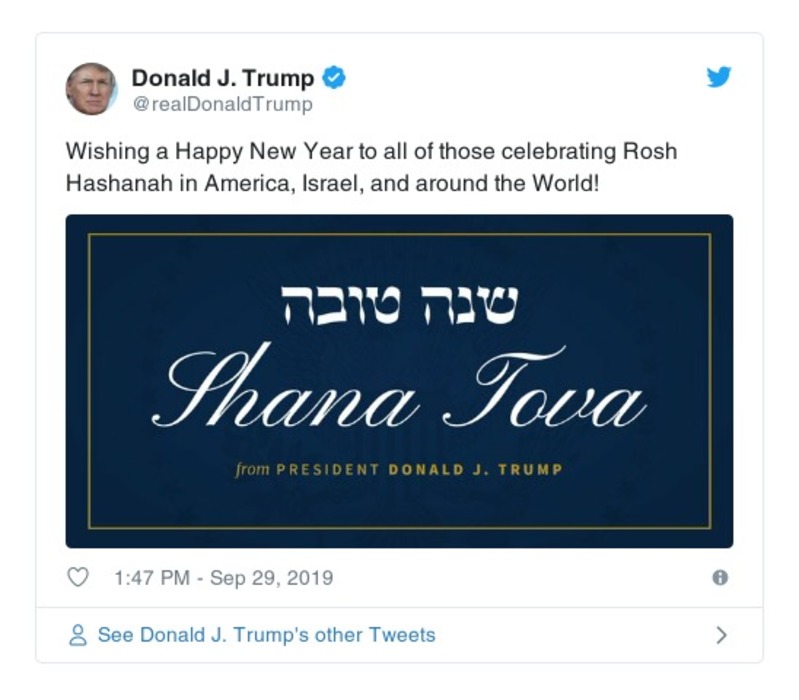 Donald J. Trump
@realDonaldTrump
Wishing a Happy New Year to all of those celebrating Rosh
Hashanah in America, Israel, and around the World!
שנה טובה
Shana Tova
from PRESIDENT DONALD J. TRUMP
1:47 PM - Sep 29, 2019
See Donald J. Trump's other Tweets